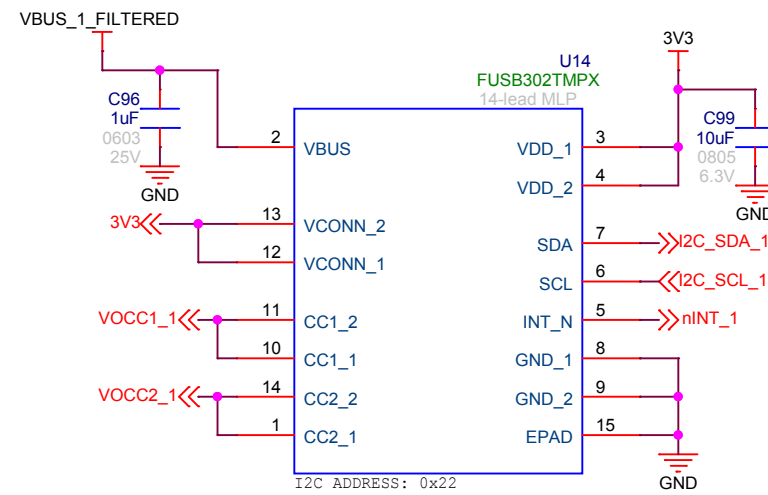 VBUS_1_FILTERED
3V3
U14
FUSB302TMPX
14-lead MLP
C96
1uF
0603
25V
GND
C99
10uF
0805
6.3V
GND
2 VBUS
VDD_1 3
VDD_2 4
3V3 13 VCONN_2
12 VCONN_1
SDA 7 I2C_SDA_1
SCL 6 I2C_SCL_1
VOCC1_1 11 CC1_2
INT_N 5 nINT_1
10 CC1_1
GND_1 8
VOCC2_1 14 CC2_2
GND_2 9
1 CC2_1
EPAD 15
GND
I2C ADDRESS: 0x22